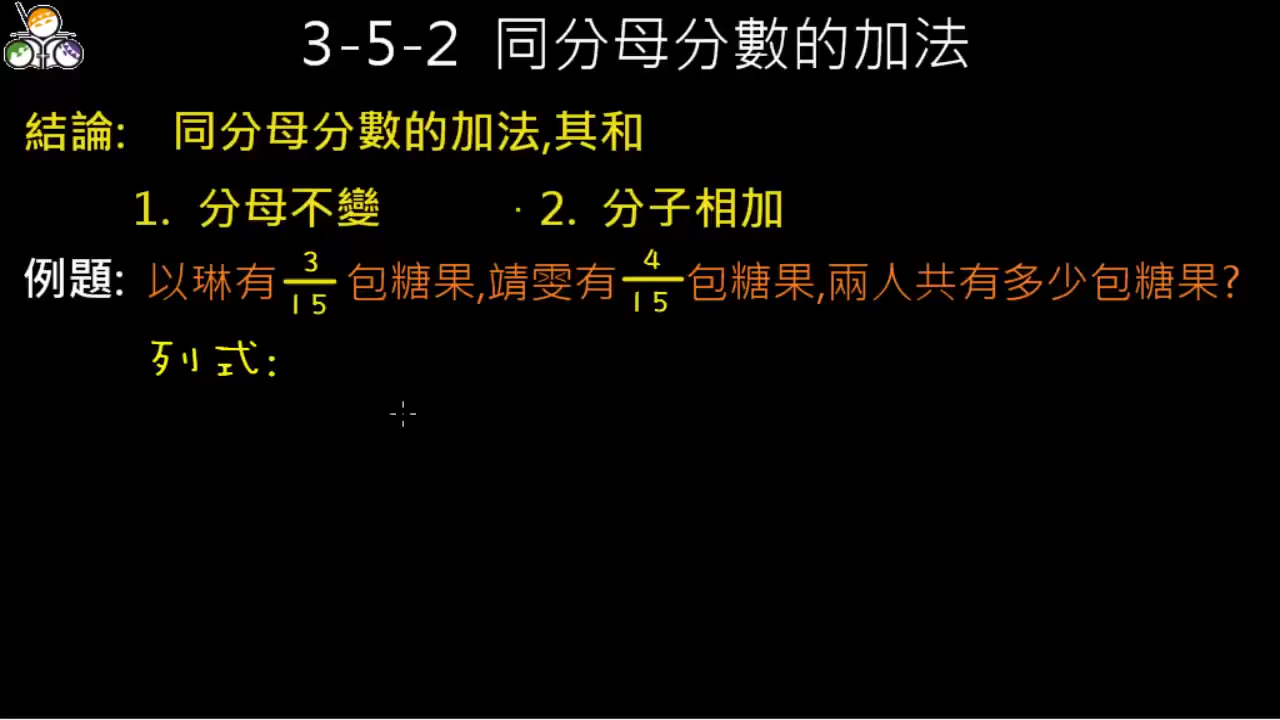 3-5-2 同分母分數的加法
結論: 同分母分數的加法,其和
1. 分母不變 · 2. 分子相加
例題: 以琳有 3/15 包糖果,靖雯有 4/15 包糖果,兩人共有多少包糖果?
列式: